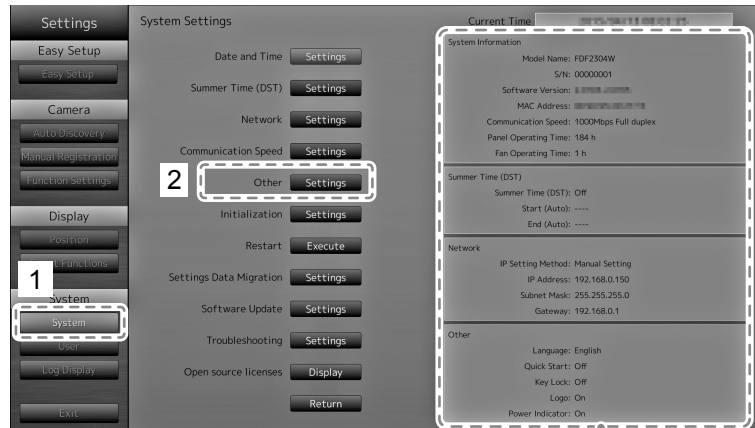 Settings
Easy Setup
Easy Setup
Camera
Auto Discovery
Manual Registration
Function Settings
Display
Position
Functions
1
System
System
User
Log Display
Exit
System Settings
Date and Time Settings
Summer Time (DST) Settings
Network Settings
Communication Speed Settings
2
Other Settings
Initialization Settings
Restart Execute
Settings Data Migration Settings
Software Update Settings
Troubleshooting Settings
Open source licenses Display
Return
Current Time
System Information
Model Name: FDF2304W
S/N: 00000001
Software Version:
MAC Address:
Communication Speed: 1000Mbps Full duplex
Panel Operating Time: 184 h
Fan Operating Time: 1 h
Summer Time (DST)
Summer Time (DST): Off
Start (Auto): ----
End (Auto): ----
Network
IP Setting Method: Manual Setting
IP Address: 192.168.0.150
Subnet Mask: 255.255.255.0
Gateway: 192.168.0.1
Other
Language: English
Quick Start: Off
Key Lock: Off
Logo: On
Power Indicator: On